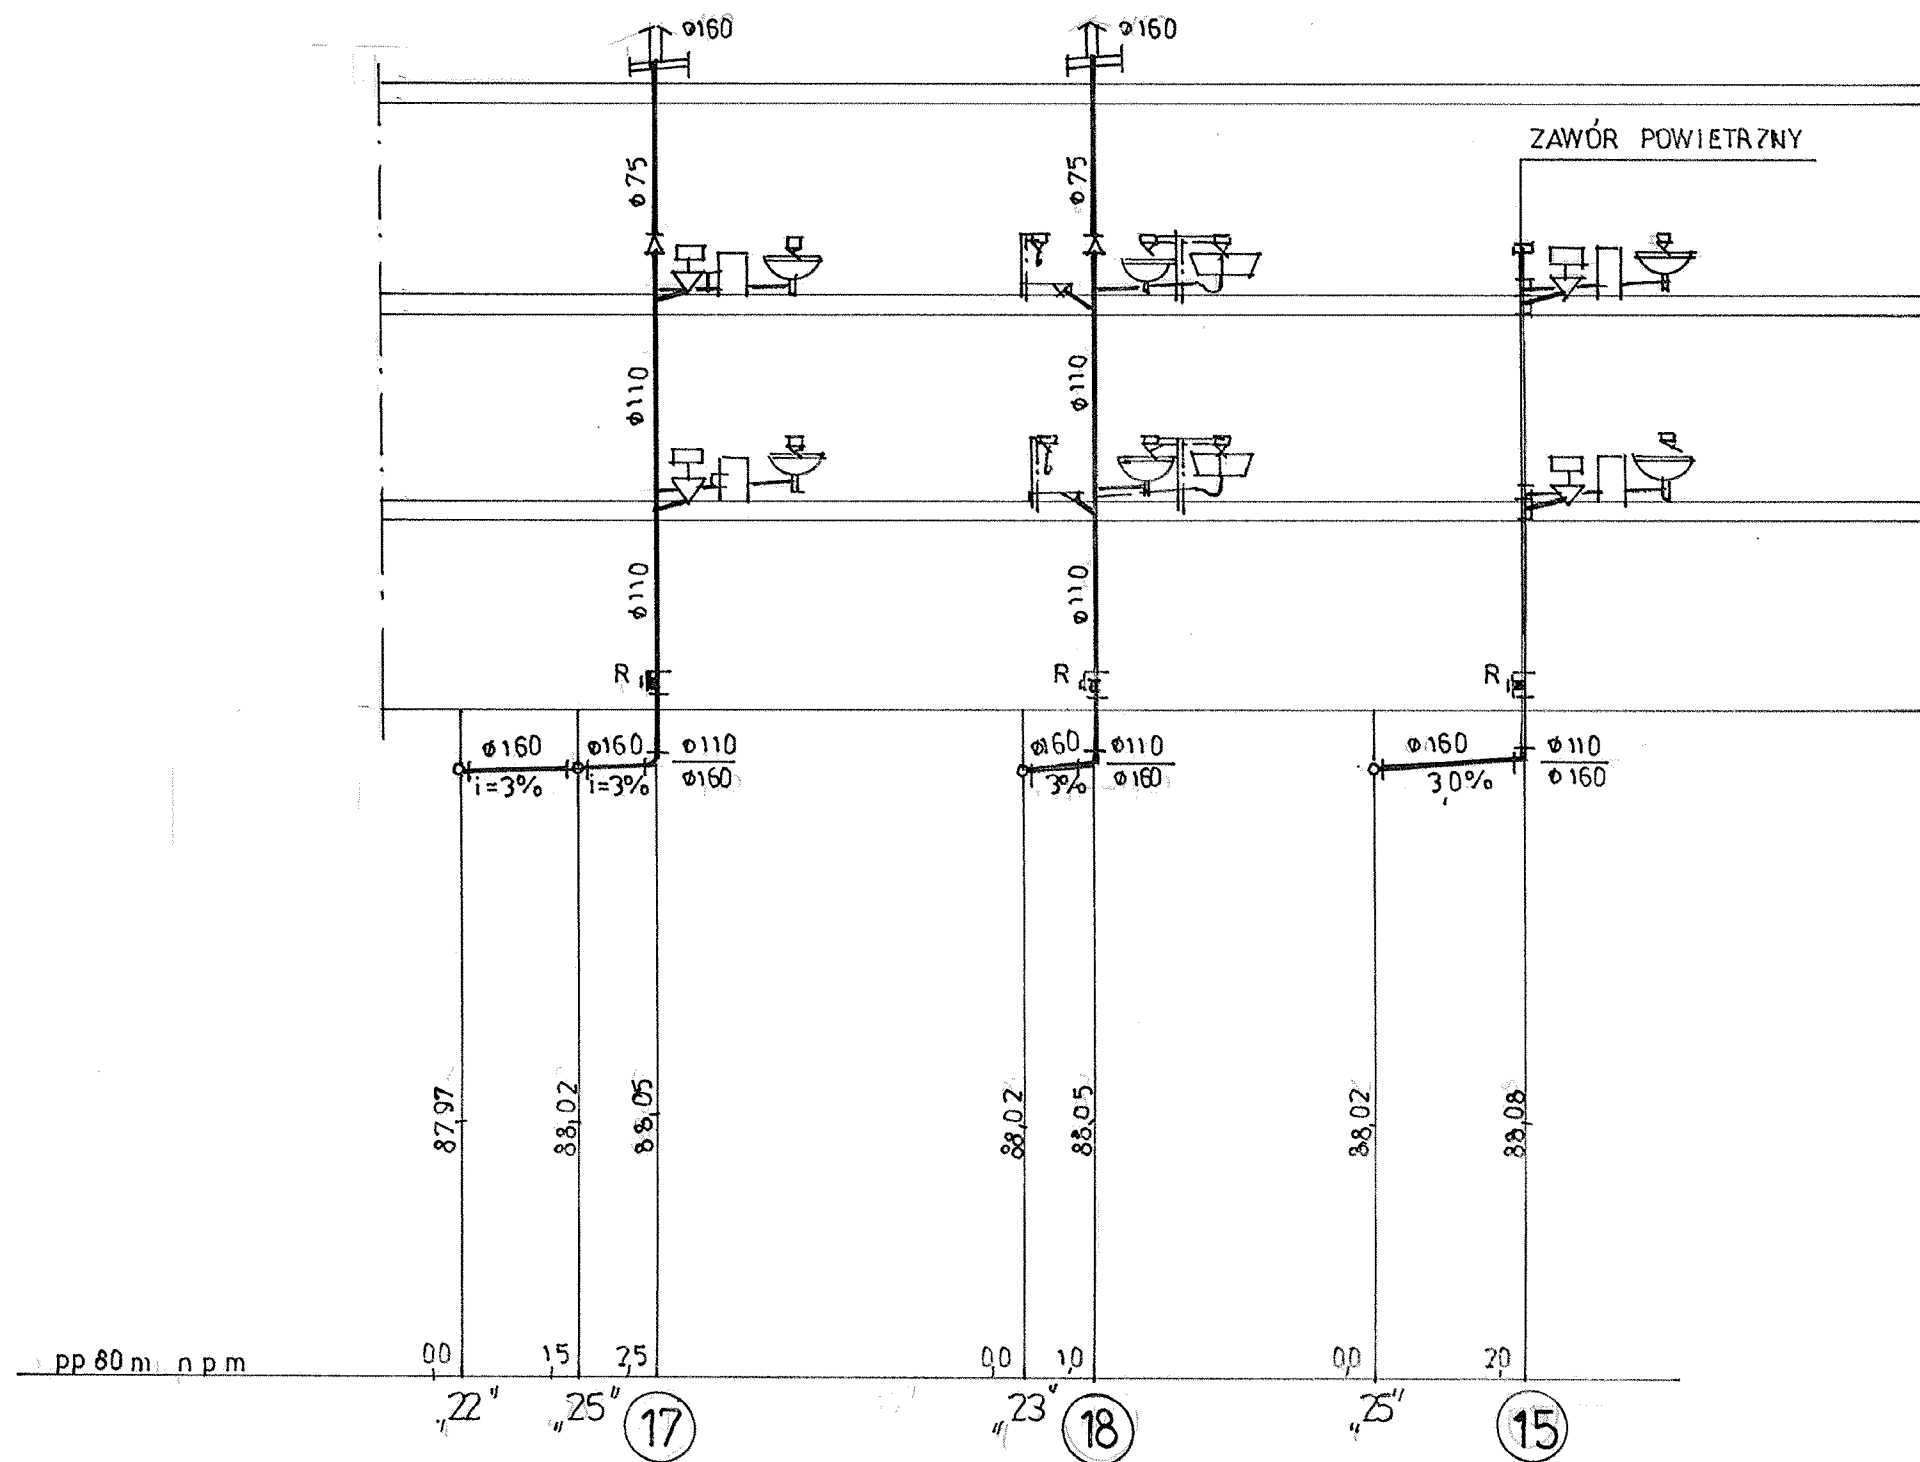 ø160 ø160
ZAWÓR POWIETRZNY
ø75 ø75
ø110 ø110
ø110 ø110
R R R
ø160 ø160 ø110 ø160 ø110 ø160 ø110
i=3% i=3% ø160 3% ø160 3,0% ø160
87,97 88,02 88,05 88,02 88,05 88,02 88,08
pp 80 m n p m 0,0 1,5 2,5 0,0 1,0 0,0 2,0
„22” „25” 17 „23” 18 „25” 15